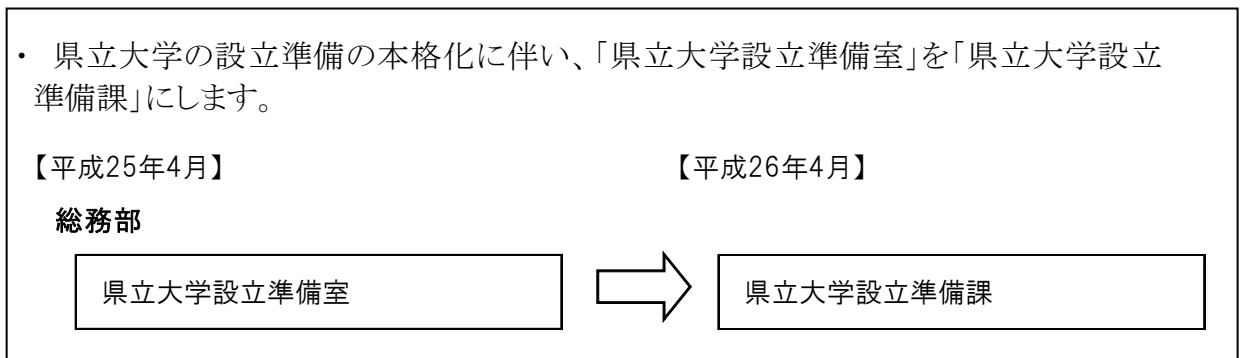 ・ 県立大学の設立準備の本格化に伴い、「県立大学設立準備室」を「県立大学設立
準備課」にします。
【平成25年4月】 【平成26年4月】
総務部
県立大学設立準備室 県立大学設立準備課